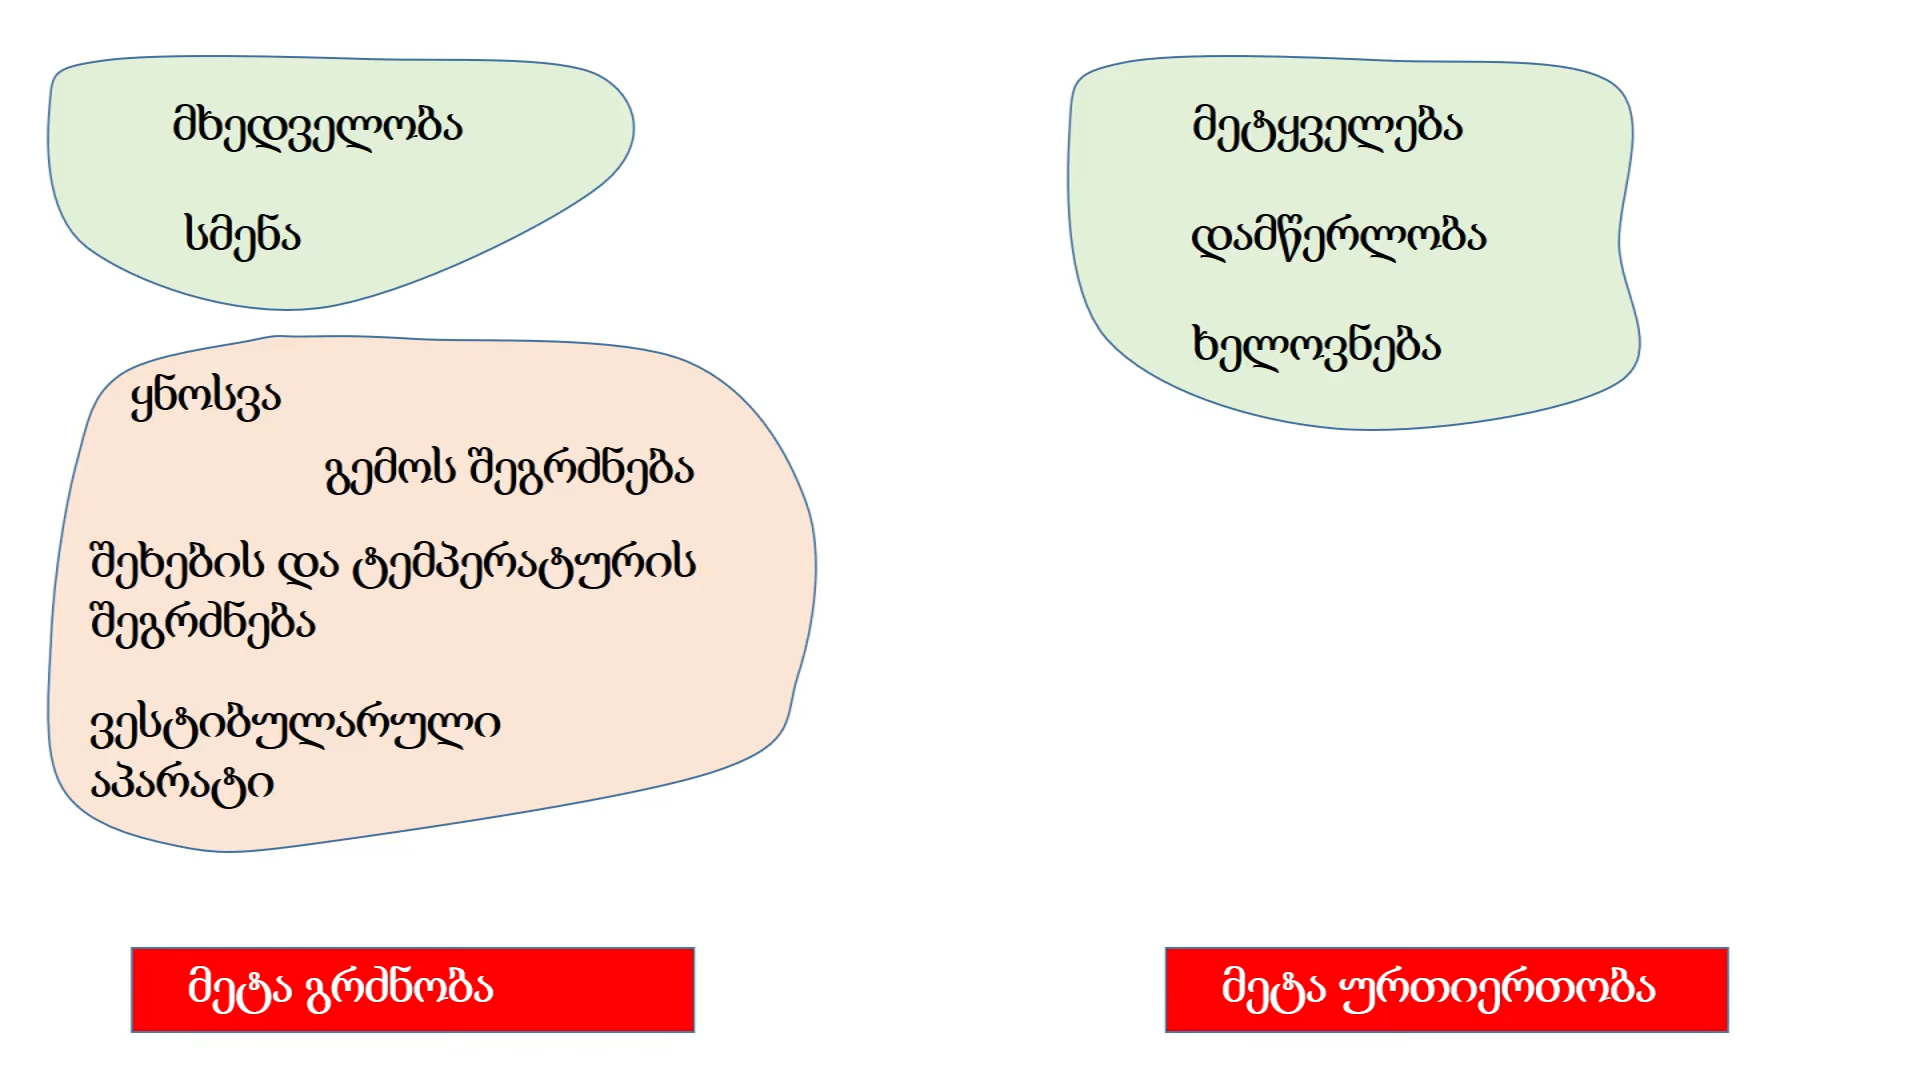 მხედველობა
სმენა
ყნოსვა
გემოს შეგრძნება
შეხების და ტემპერატურის
შეგრძნება
ვესტიბულარული
აპარატი
მეტა გრძნობა
მეტყველება
დამწერლობა
ხელოვნება
მეტა ურთიერთობა